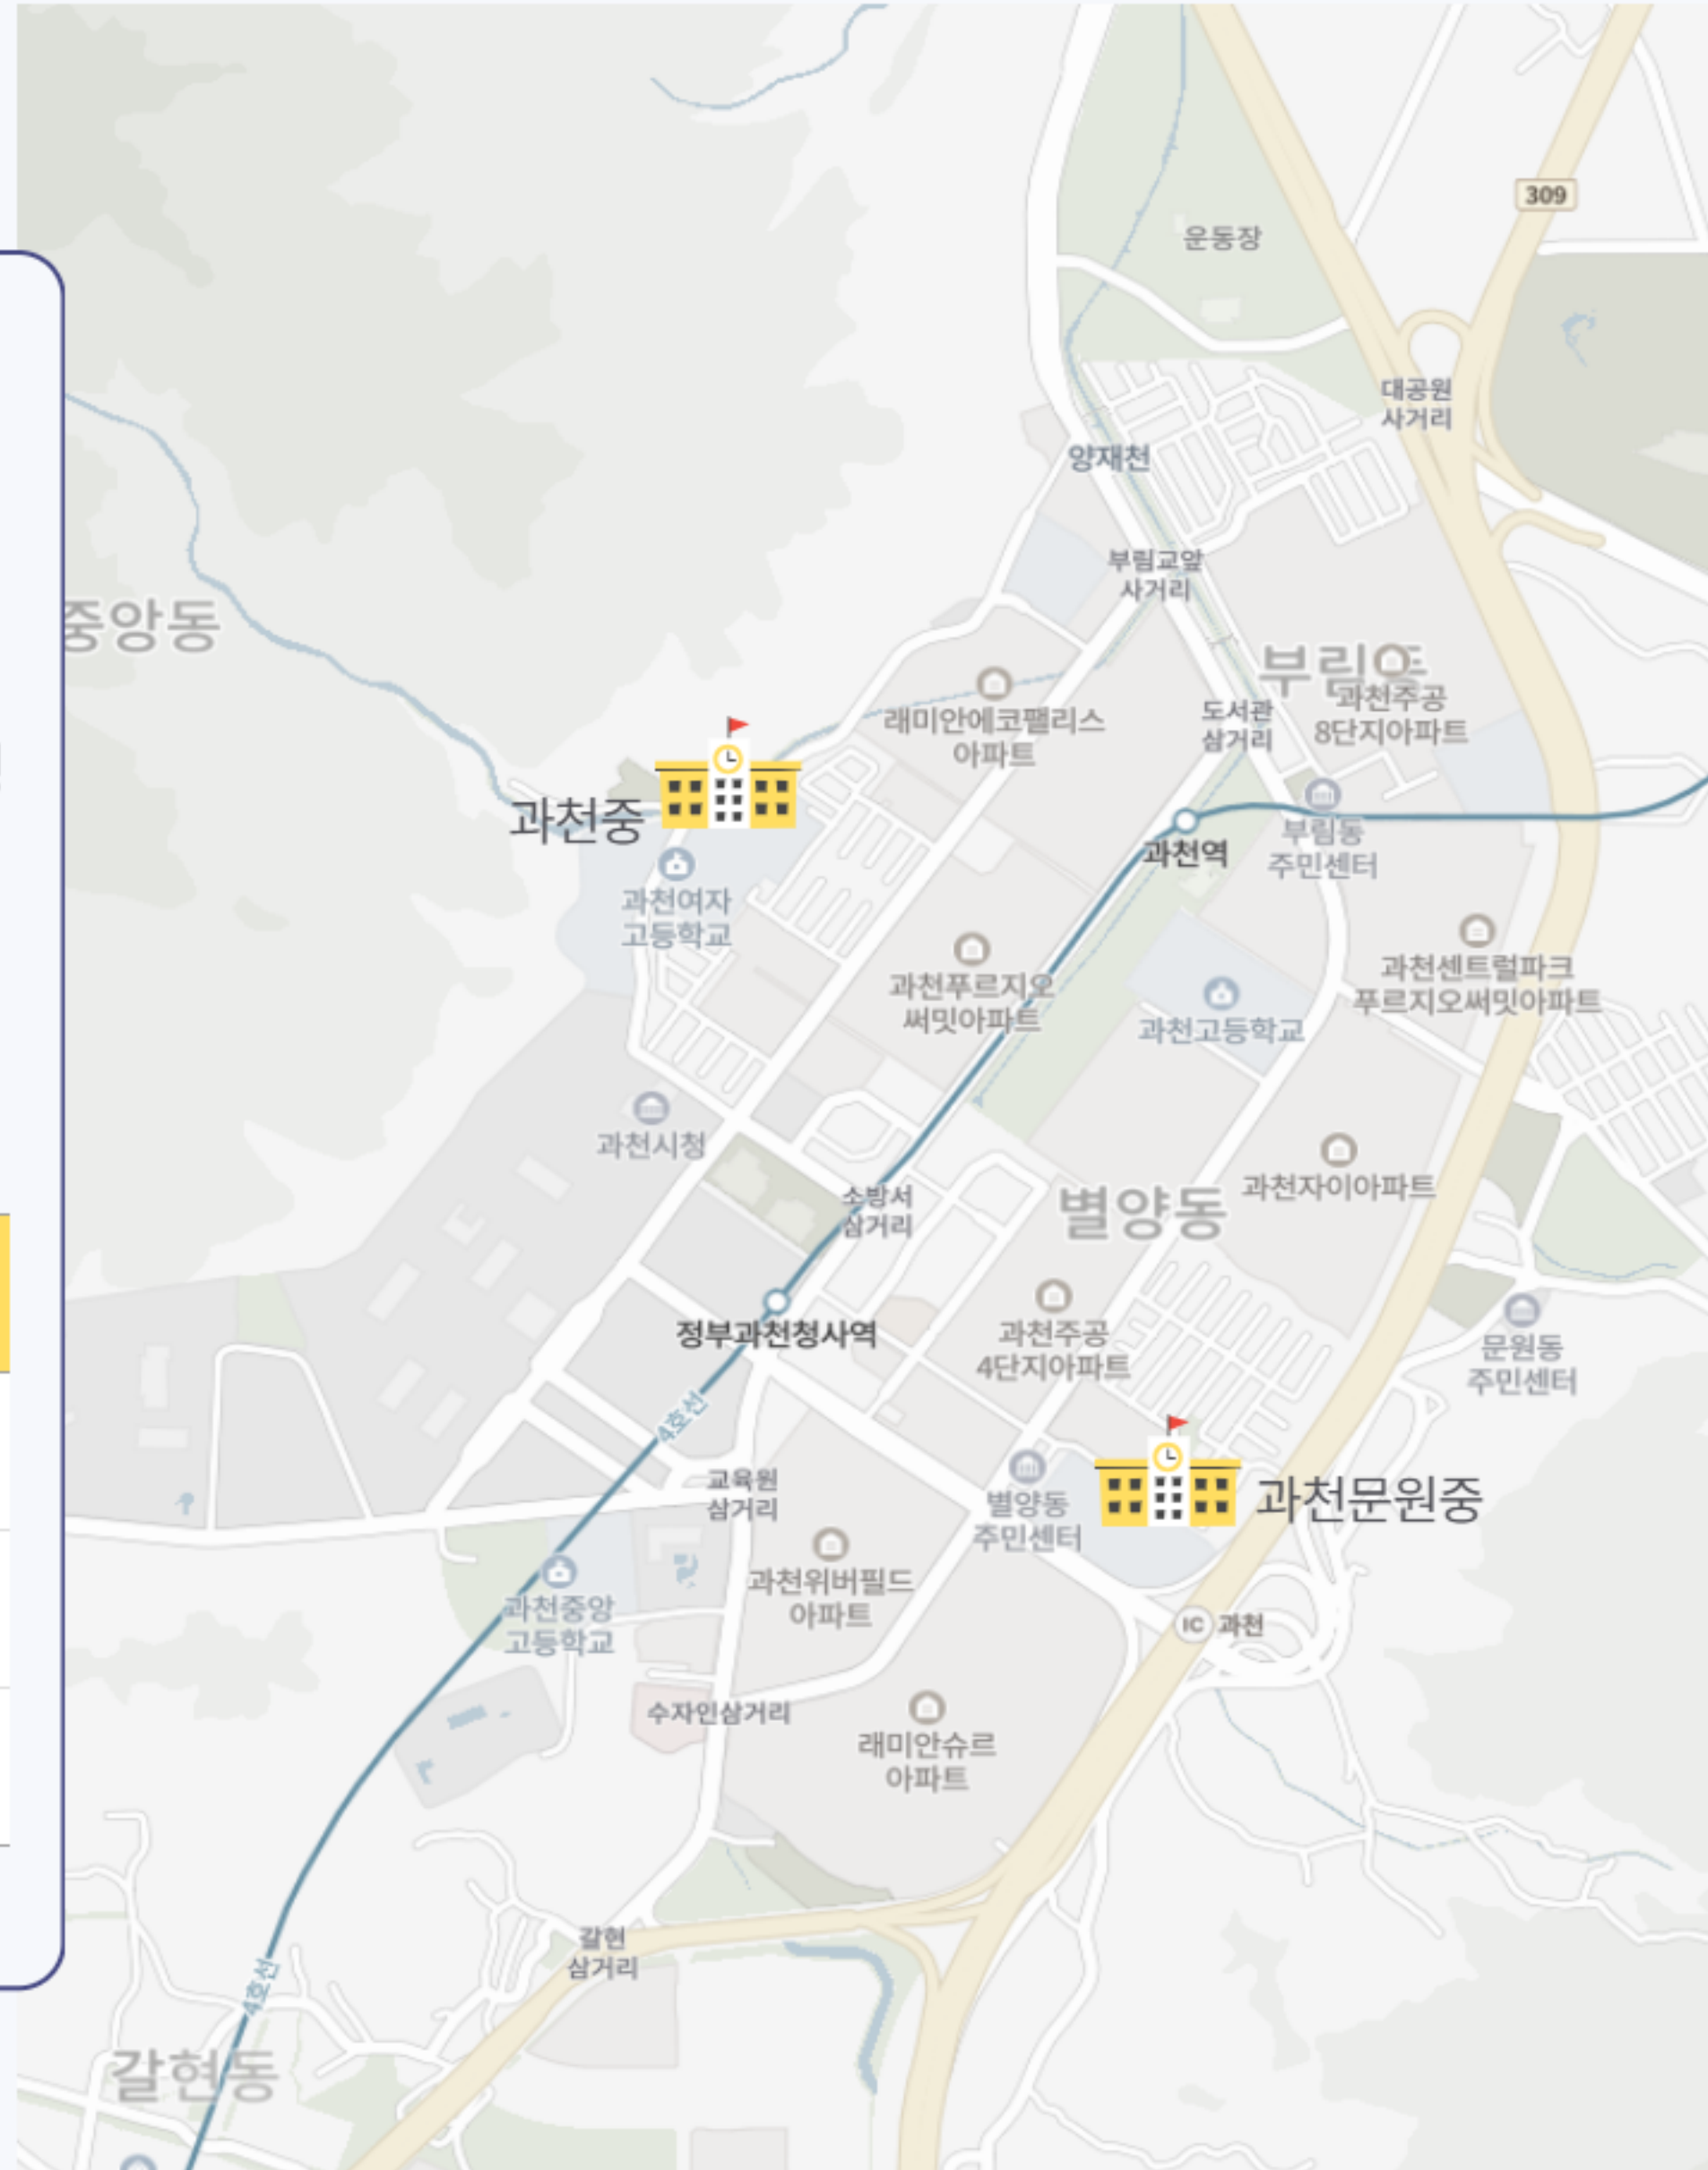 309
운동장
대공원
사거리
양재천
부림교앞
사거리
중앙동
부림동
과천주공
8단지아파트
래미안에코팰리스
아파트
도서관
삼거리
과천중
과천역
부림동
주민센터
과천여자
고등학교
과천푸르지오
써밋아파트
과천센트럴파크
푸르지오써밋아파트
과천고등학교
과천시청
소방서
삼거리
별양동
과천자이아파트
정부과천청사역
과천주공
4단지아파트
문원동
주민센터
4호선
교육원
삼거리
별양동
주민센터
과천문원중
과천위버필드
아파트
과천중앙
고등학교
IC 과천
수자인삼거리
래미안슈르
아파트
갈현
삼거리
4호선
갈현동